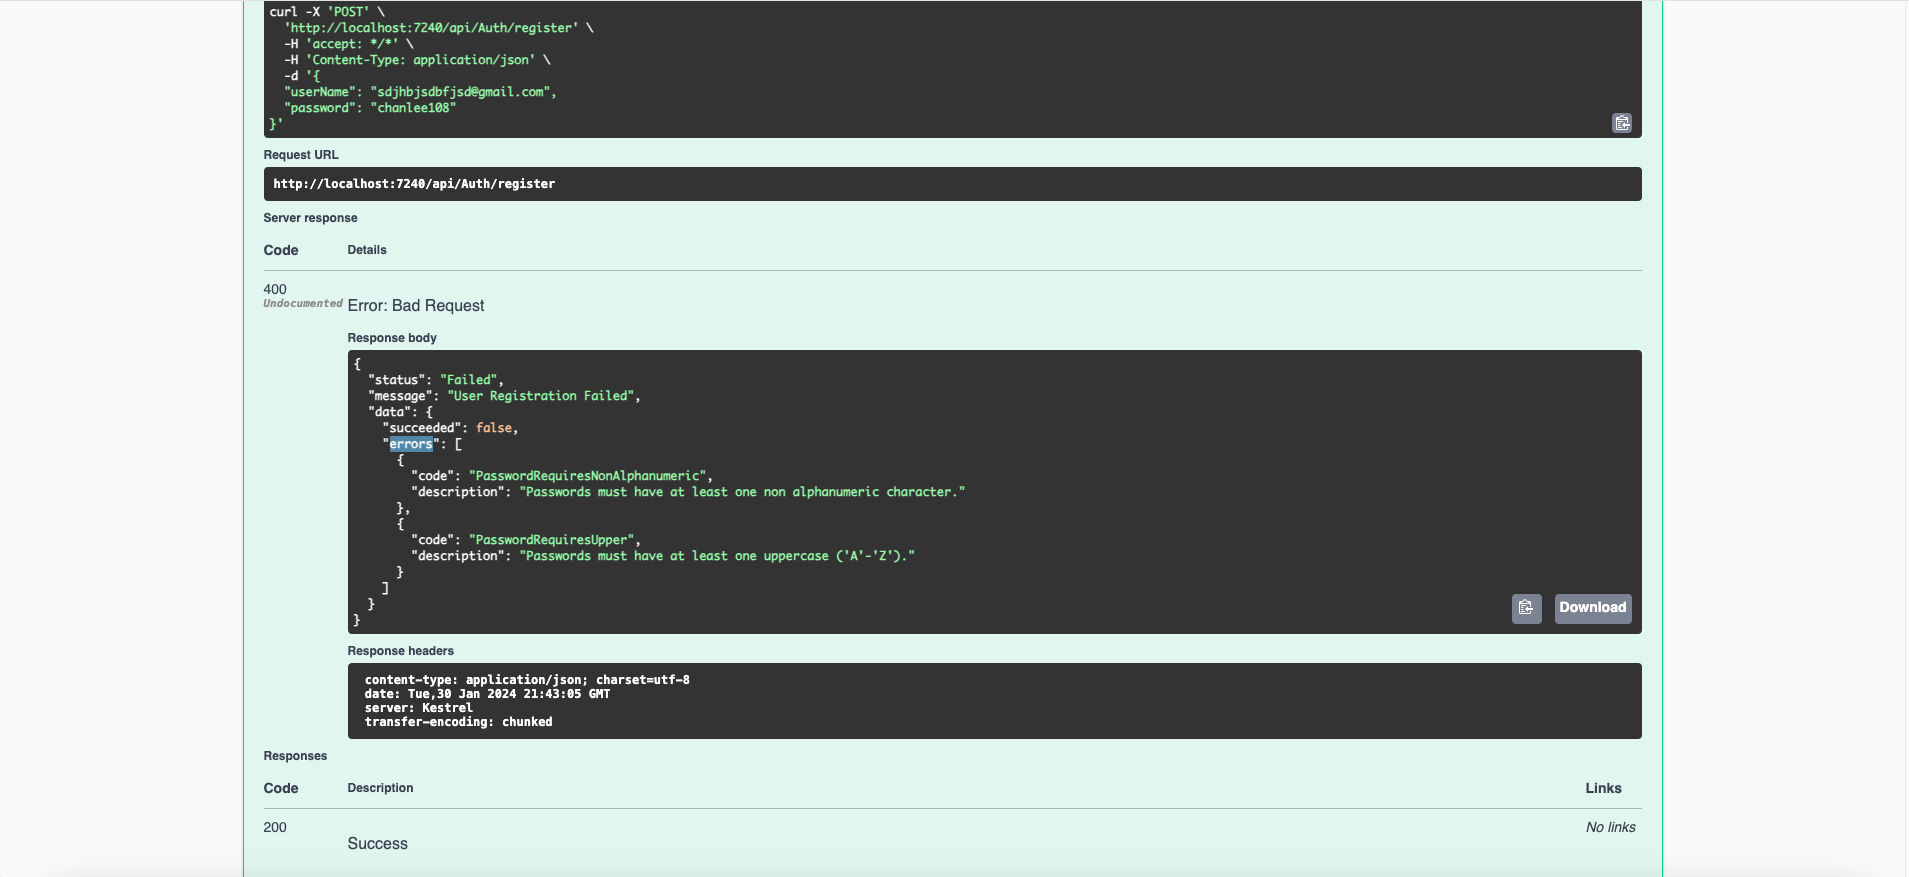 curl -X 'POST' \
  'http://localhost:7240/api/Auth/register' \
  -H 'accept: */*' \
  -H 'Content-Type: application/json' \
  -d '{
  "userName": "sdjhbjsdbfjsd@gmail.com",
  "password": "chanlee108"
}'
Request URL
http://localhost:7240/api/Auth/register
Server response
Code Details
400
Undocumented Error: Bad Request
Response body
{
  "status": "Failed",
  "message": "User Registration Failed",
  "data": {
    "succeeded": false,
    "errors": [
      {
        "code": "PasswordRequiresNonAlphanumeric",
        "description": "Passwords must have at least one non alphanumeric character."
      },
      {
        "code": "PasswordRequiresUpper",
        "description": "Passwords must have at least one uppercase ('A'-'Z')."
      }
    ]
  }
}
Download
Response headers
content-type: application/json; charset=utf-8
date: Tue,30 Jan 2024 21:43:05 GMT
server: Kestrel
transfer-encoding: chunked
Responses
Code Description Links
200 No links
Success